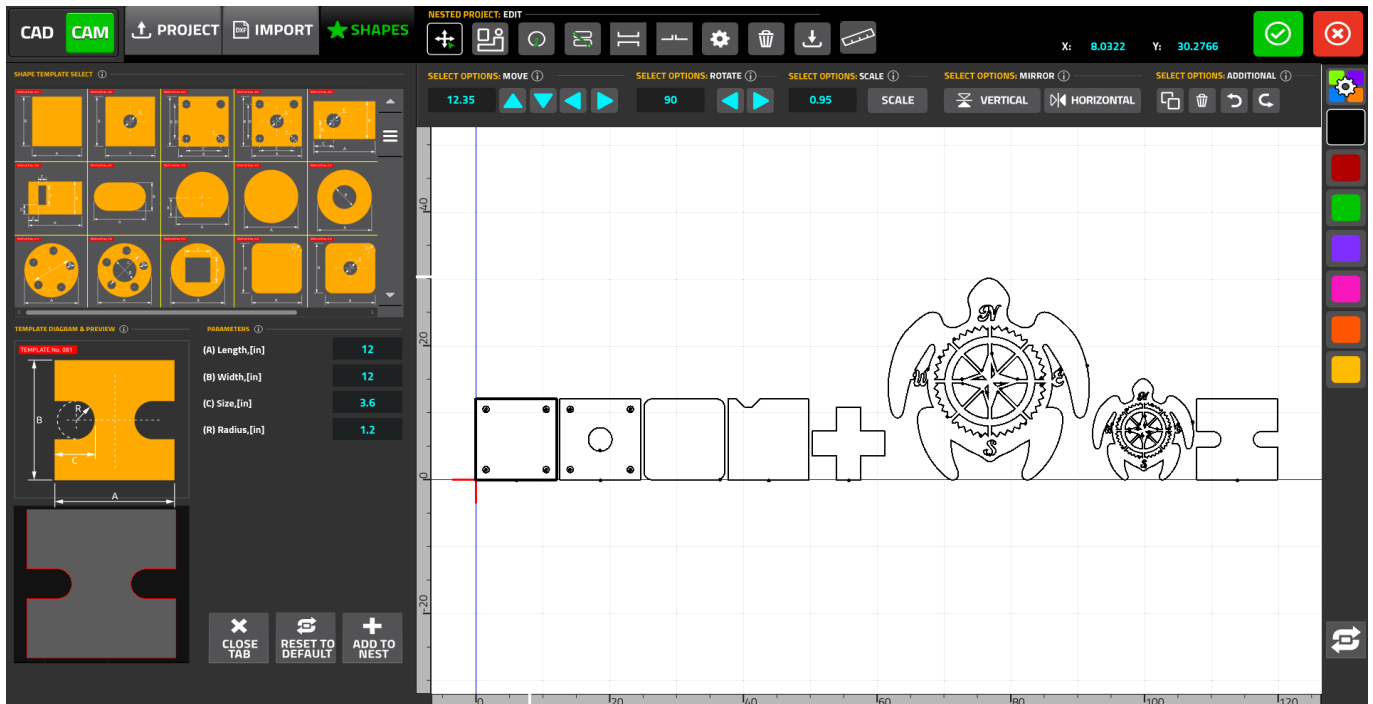 CAD CAM PROJECT DXF IMPORT SHAPES
NESTED PROJECT: EDIT
X: 8.0322 Y: 30.2766
SHAPE TEMPLATE SELECT
SELECT OPTIONS: MOVE SELECT OPTIONS: ROTATE SELECT OPTIONS: SCALE SELECT OPTIONS: MIRROR SELECT OPTIONS: ADDITIONAL
12.35 90 0.95 SCALE VERTICAL HORIZONTAL
TEMPLATE DIAGRAM & PREVIEW
PARAMETERS
TEMPLATE No. 081
(A) Length,[in] 12
(B) Width,[in] 12
(C) Size,[in] 3.6
(R) Radius,[in] 1.2
R
B
C
A
CLOSE TAB
RESET TO DEFAULT
ADD TO NEST
40
20
0
-20
N
W E
S
N
S
0 20 40 60 80 100 120